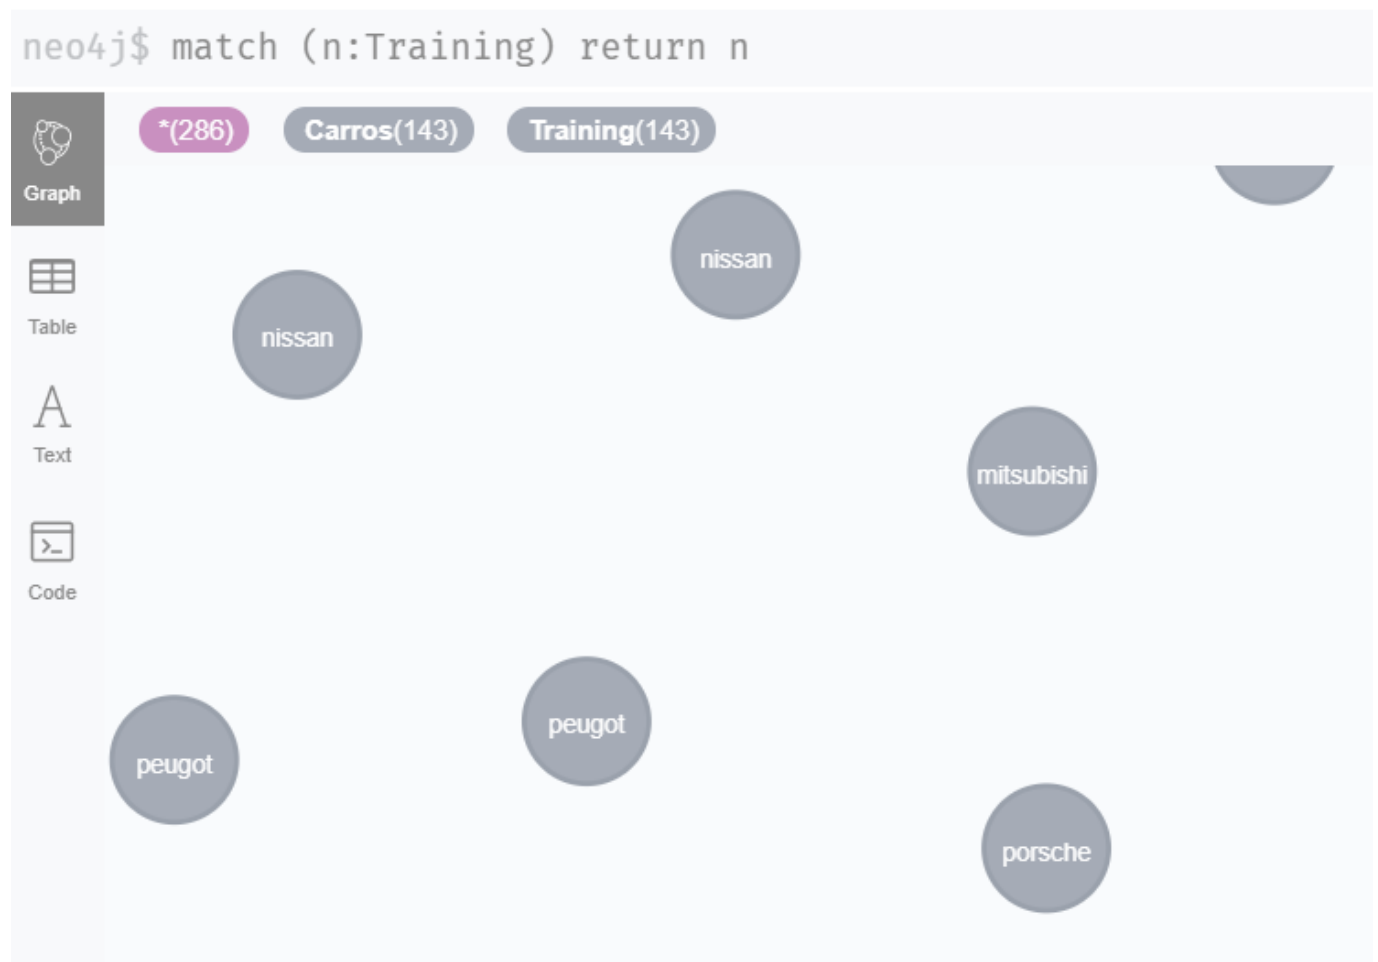 neo4j$ match (n:Training) return n
*(286) Carros(143) Training(143)
Graph
nissan
nissan
Table
mitsubishi
Text
Code
peugot
peugot
porsche